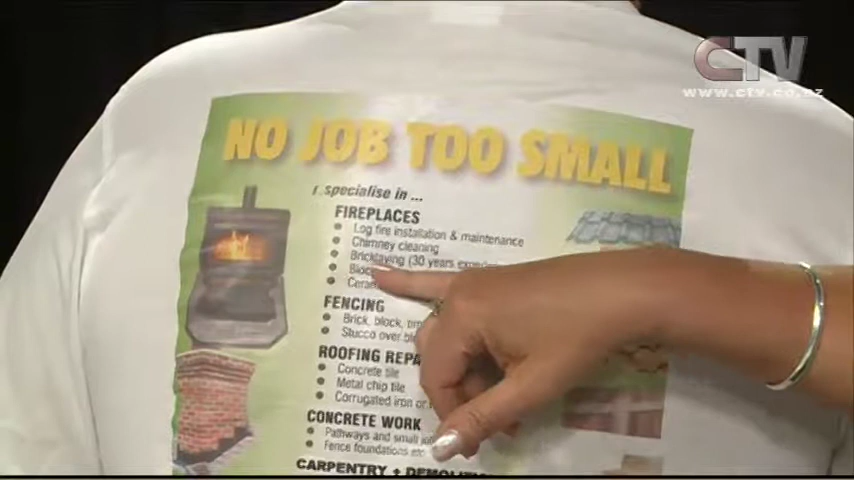 CTV
www.ctv.co.nz
NO JOB TOO SMALL
I specialise in ...
FIREPLACES
Log fire installation & maintenance
Chimney cleaning
Bricklaying (30 years
FENCING
Brick, block,
Stucco over
ROOFING
Concrete tile
Metal chip tile
Corrugated iron or
CONCRETE WORK
Pathways and small
Fence foundations etc
CARPENTRY + DEMOLITION